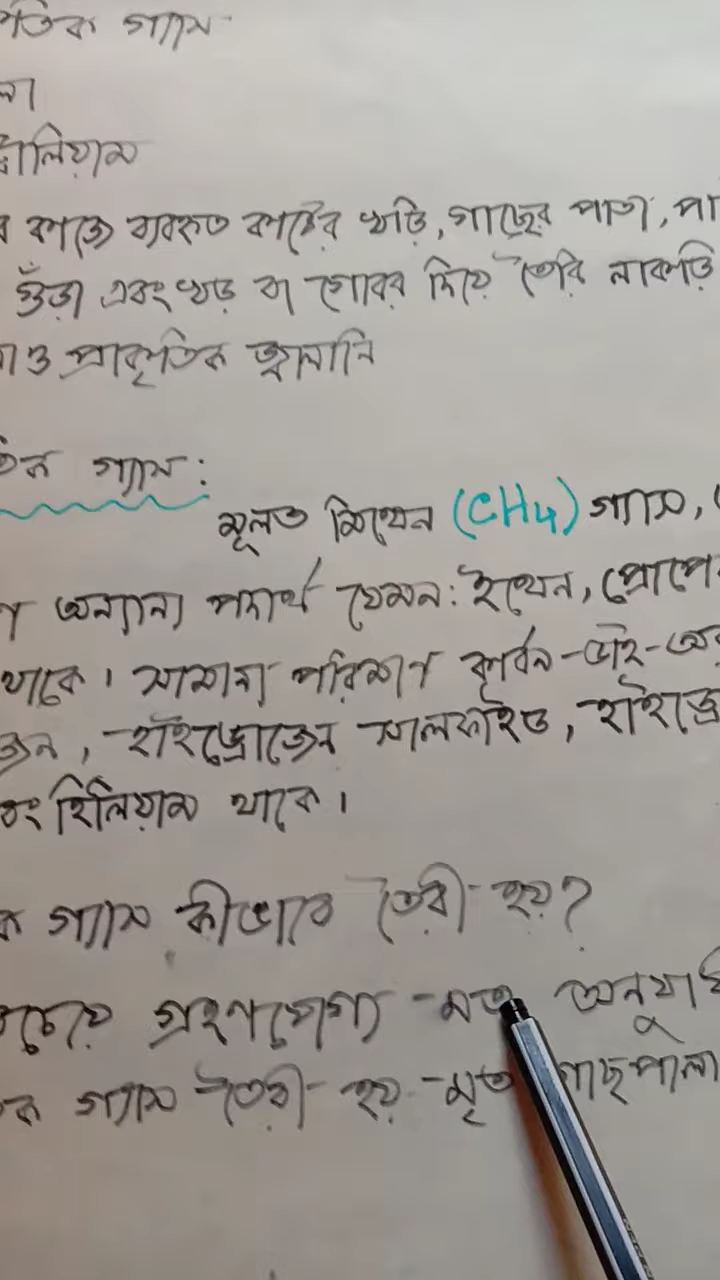 তিক গ্যাস
লা
ট্রোলিয়াম
র কাজে ব্যবহৃত কাঠের খড়ি, গাছের পাতা, পা
গুঁড়া এবং খড় বা গোবর দিয়ে তৈরি লাকড়ি
ও প্রাকৃতিক জ্বালানি
তিক গ্যাস:
মূলত মিথেন (CH4) গ্যাস,
ণ অন্যান্য পদার্থ যেমন: ইথেন, প্রোপে
থাকে। সামান্য পরিমাণ কার্বন-ডাই-অ
জেন, হাইড্রোজেন সালফাইড, হাইড্রো
বং হিলিয়াম থাকে।
ক গ্যাস কীভাবে তৈরী হয়?
চেয়ে গ্রহণযোগ্য মত অনুযায়
তিক গ্যাস তৈরী হয় মৃত গাছপালা